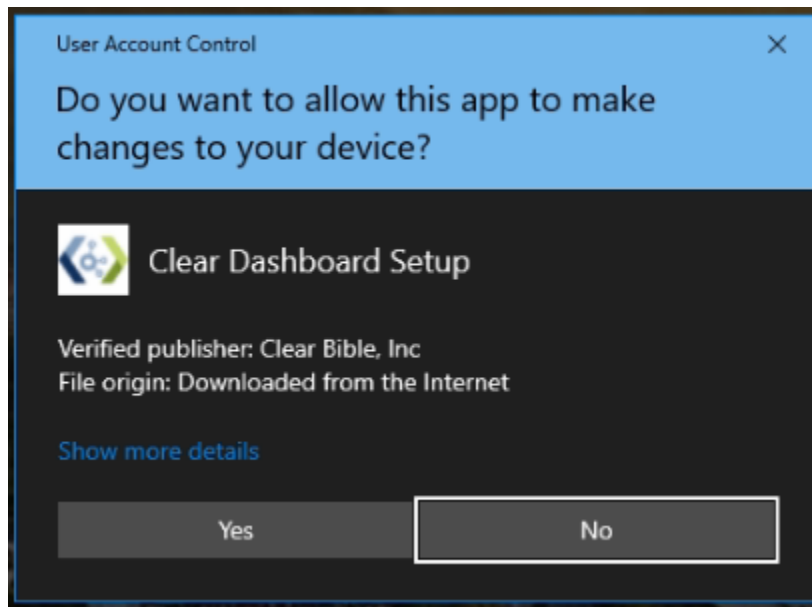 User Account Control
Do you want to allow this app to make
changes to your device?
Clear Dashboard Setup
Verified publisher: Clear Bible, Inc
File origin: Downloaded from the Internet
Show more details
Yes
No